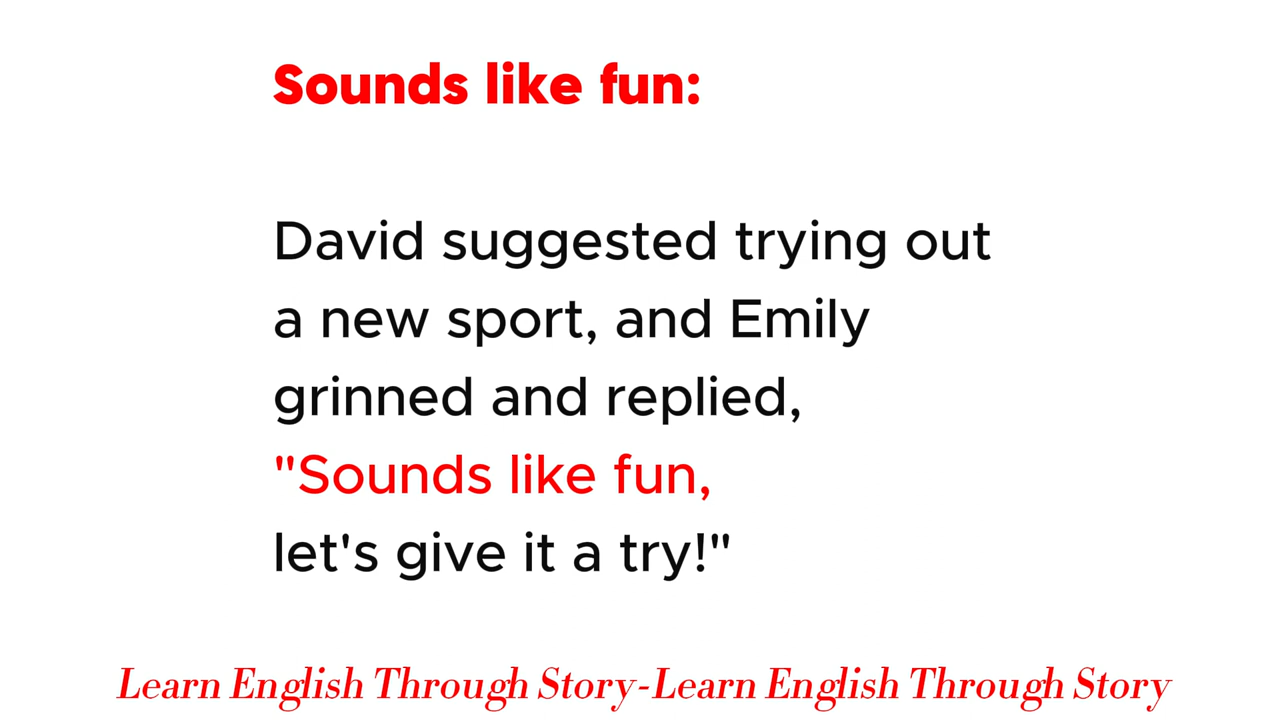 Sounds like fun:
David suggested trying out
a new sport, and Emily
grinned and replied,
"Sounds like fun,
let's give it a try!"
Learn English Through Story-Learn English Through Story